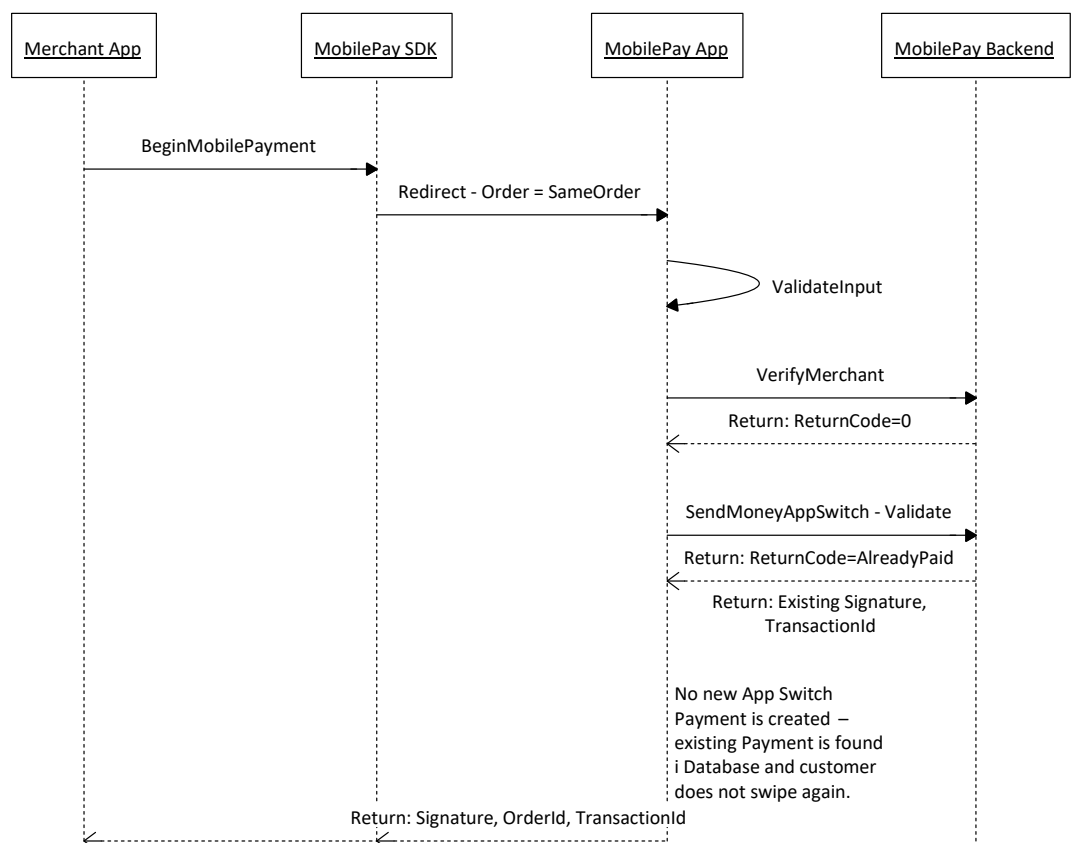 Merchant App
MobilePay SDK
MobilePay App
MobilePay Backend
BeginMobilePayment
Redirect - Order = SameOrder
ValidateInput
VerifyMerchant
Return: ReturnCode=0
SendMoneyAppSwitch - Validate
Return: ReturnCode=AlreadyPaid
Return: Existing Signature,
TransactionId
No new App Switch
Payment is created –
existing Payment is found
i Database and customer
does not swipe again.
Return: Signature, OrderId, TransactionId